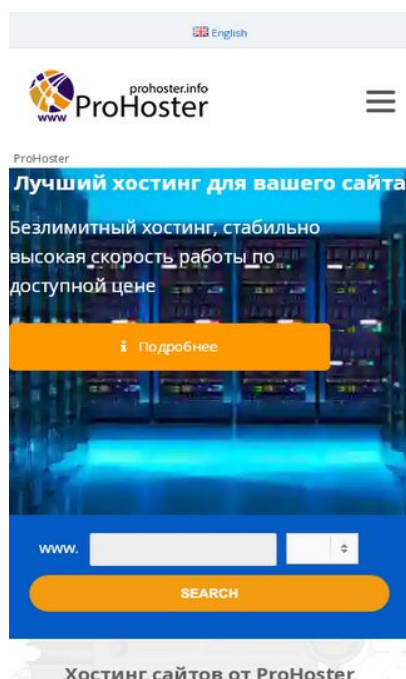 English
prohoster.info
ProHoster
www
ProHoster
Лучший хостинг для вашего сайта
Безлимитный хостинг, стабильно
высокая скорость работы по
доступной цене
i Подробнее
www.
SEARCH
Хостинг сайтов от ProHoster